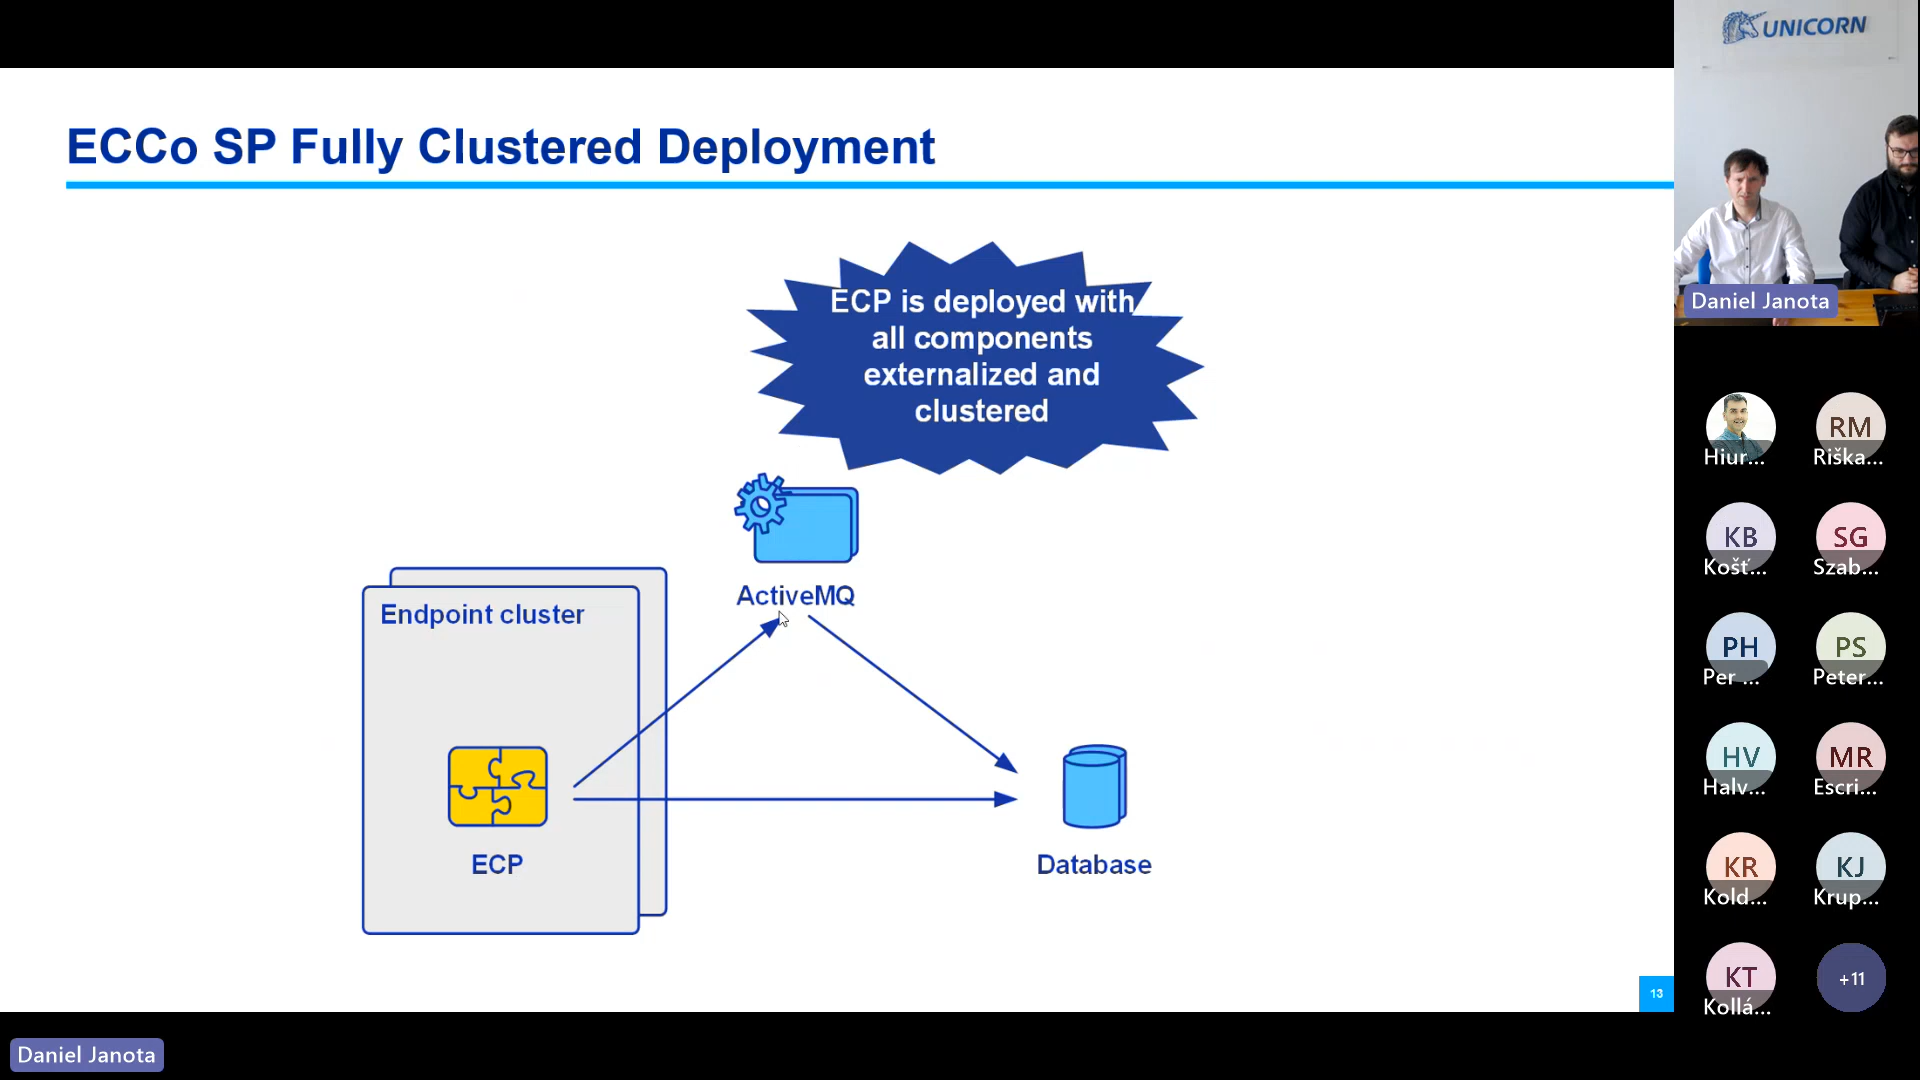 ECCo SP Fully Clustered Deployment
ECP is deployed with
all components
externalized and
clustered
ActiveMQ
Endpoint cluster
ECP
Database
13
UNICORN
Daniel Janota
Hiur...
RM
Riška...
KB
Košť...
SG
Szab...
PH
Per ...
PS
Peter...
HV
Halv...
MR
Escri...
KR
Kold...
KJ
Krup...
KT
Kollá...
+11
Daniel Janota